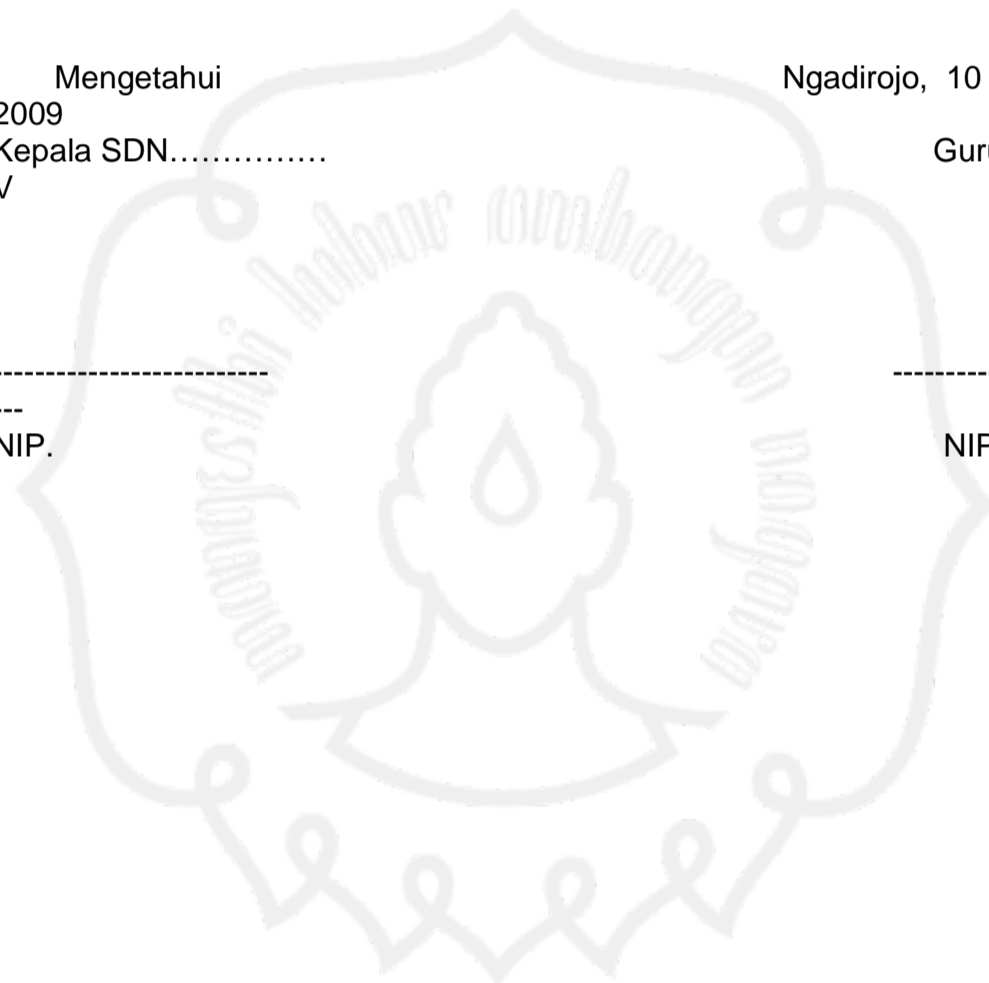 Mengetahui Ngadirojo, 10
2009
Kepala SDN............... Guru
V
-------------------------- -----------
---
NIP. NIP